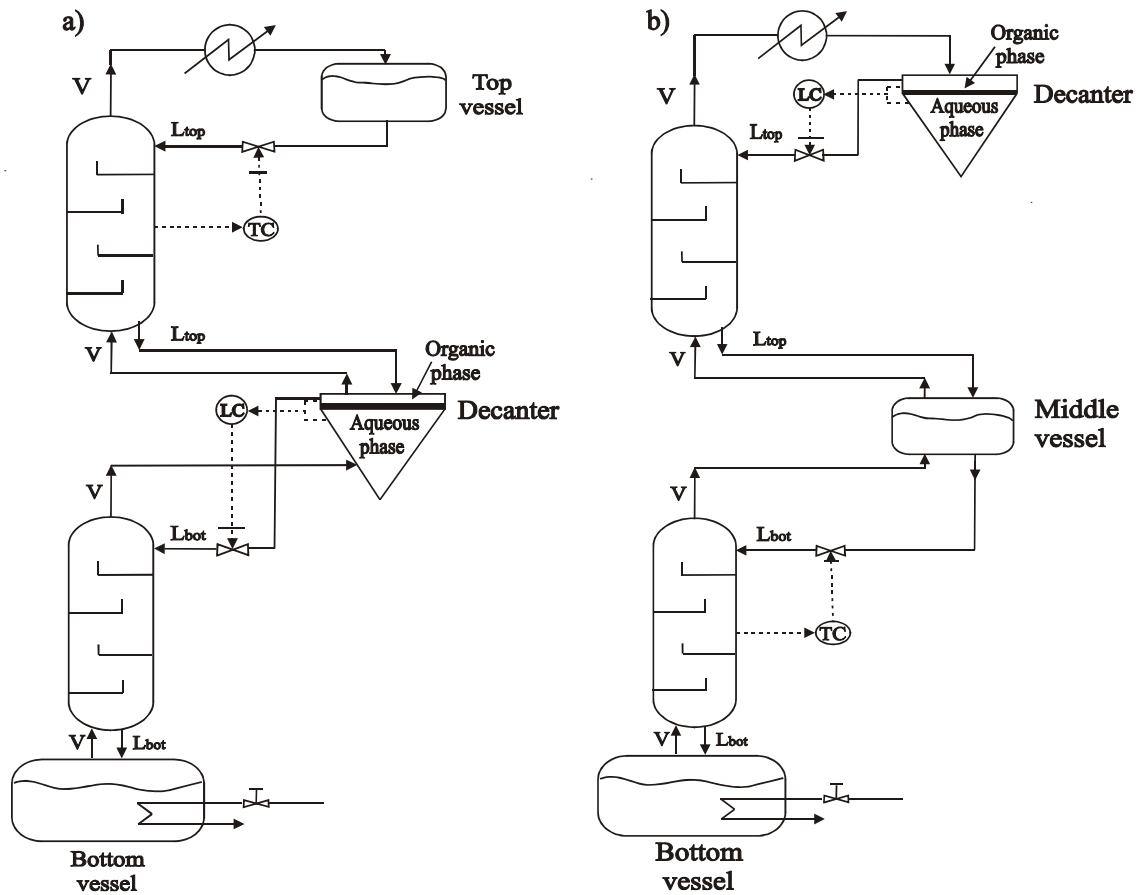 a)
V
Top
vessel
Ltop
TC
Ltop
V
Organic
phase
LC
Decanter
Aqueous
phase
V
Lbot
V
Lbot
Bottom
vessel
b)
Organic
phase
V
LC
Decanter
Aqueous
phase
Ltop
Ltop
V
Middle
vessel
V
Lbot
TC
V
Lbot
Bottom
vessel